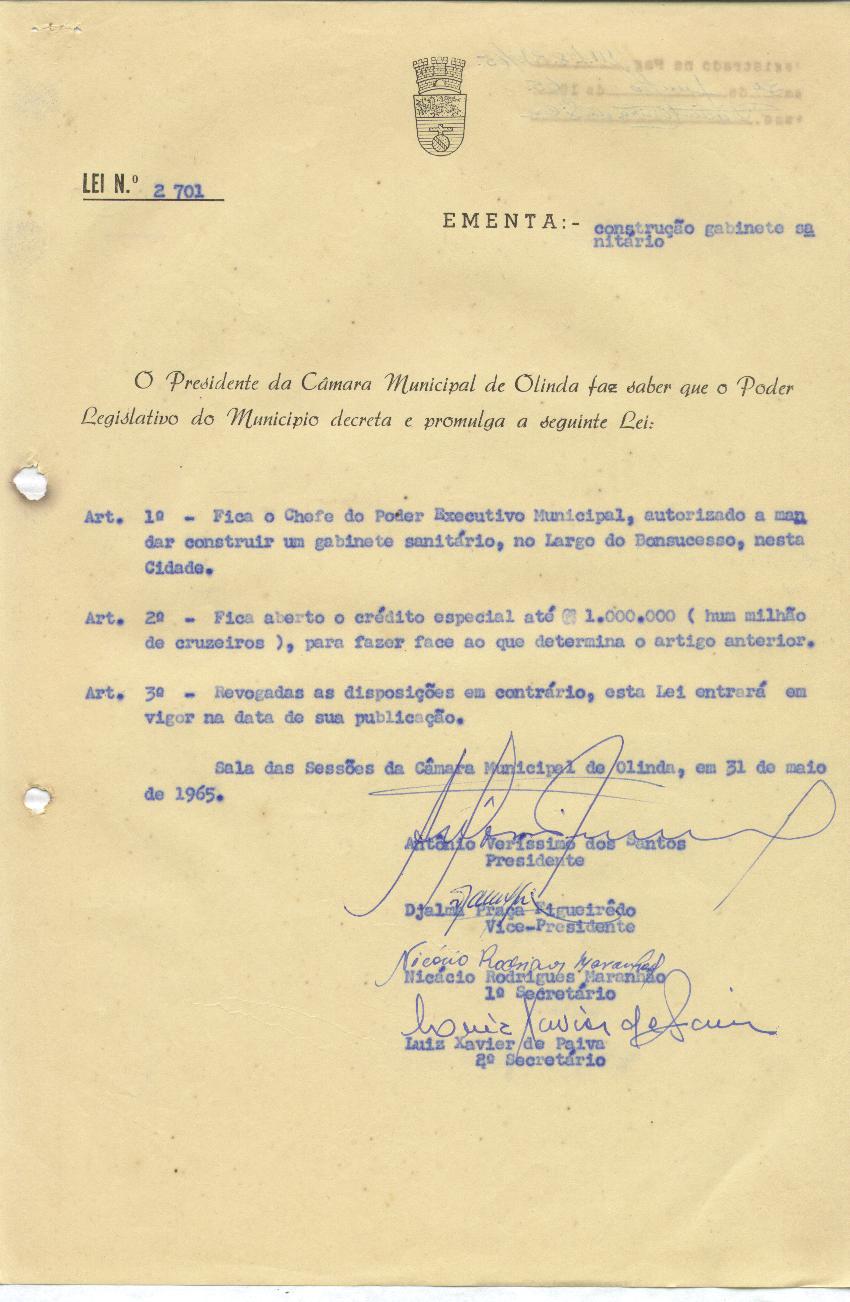 LEI N.º 2 701
EMENTA:- construção gabinete sa
nitário
O Presidente da Câmara Municipal de Olinda faz saber que o Poder
Legislativo do Municipio decreta e promulga a seguinte Lei:
Art. 1º - Fica o Chefe do Poder Executivo Municipal, autorizado a man
dar construir um gabinete sanitário, no Largo do Bonsucesso, nesta
Cidade.
Art. 2º - Fica aberto o crédito especial até 1.000.000 ( hum milhão
de cruzeiros ), para fazer face ao que determina o artigo anterior.
Art. 3º - Revogadas as disposições em contrário, esta Lei entrará em
vigor na data de sua publicação.
Sala das Sessões da Câmara Municipal de Olinda, em 31 de maio
de 1965.
Antônio Veríssimo dos Santos
Presidente
Djalma Praça Figueirêdo
Vice-Presidente
Nicácio Rodrigues Maranhão
Nicácio Rodrigues Maranhão
1º Secretário
Luiz Xavier de Paiva
Luiz Xavier de Paiva
2º Secretário